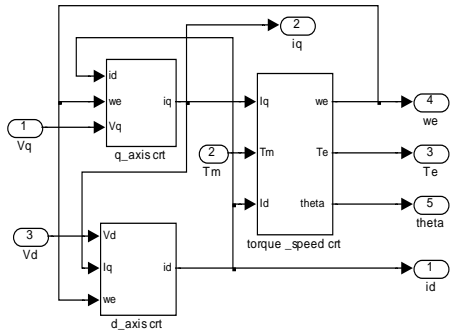 2
iq
id
we
Vq
iq
q_axis crt
1
Vq
2
Tm
Iq
Tm
Id
we
Te
theta
torque _speed crt
4
we
3
Te
5
theta
3
Vd
Vd
Iq
we
id
d_axis crt
1
id